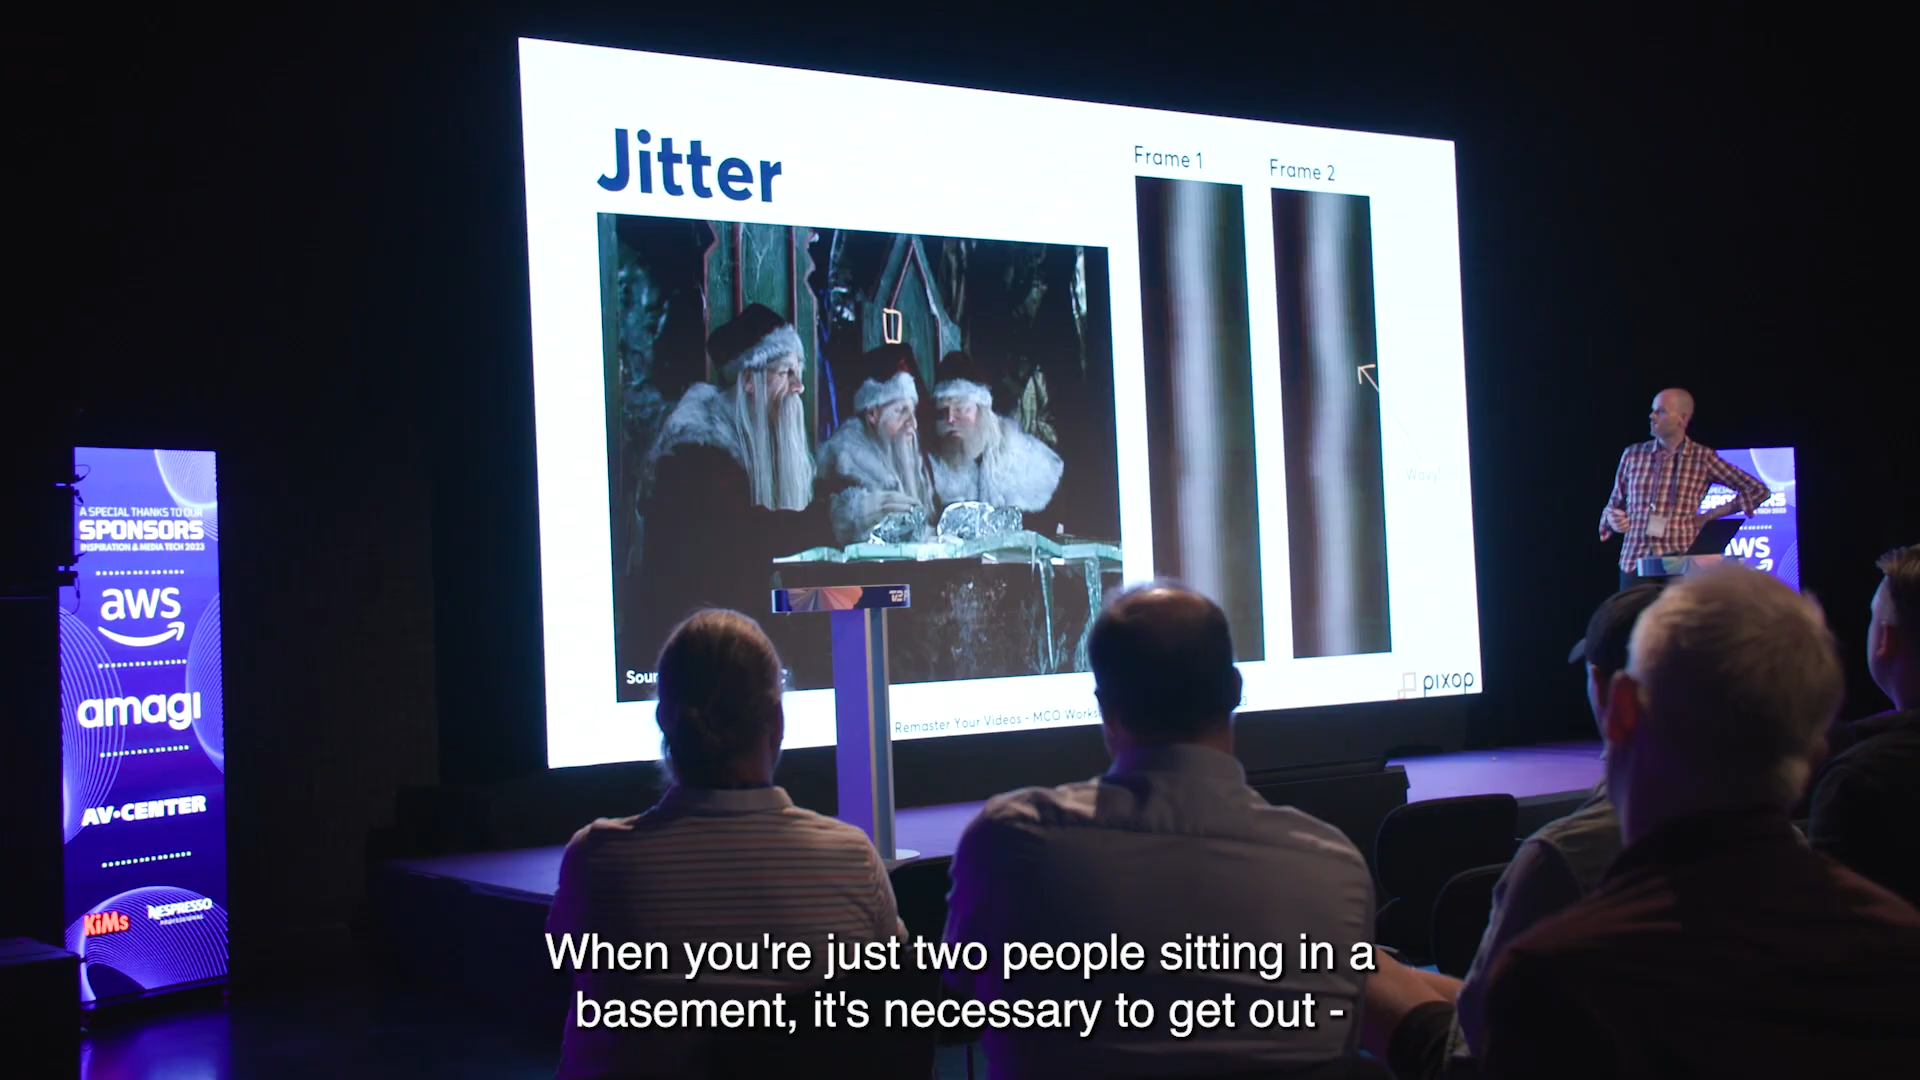 Jitter
Frame 1
Frame 2
Wavy!
pixop
Remaster Your Videos - MCO
A SPECIAL THANKS TO OUR
SPONSORS
INSPIRATION & MEDIA TECH 2023
aws
amagi
AV·CENTER
KiMs
NESPRESSO
PROFESSIONAL
When you're just two people sitting in a
basement, it's necessary to get out -